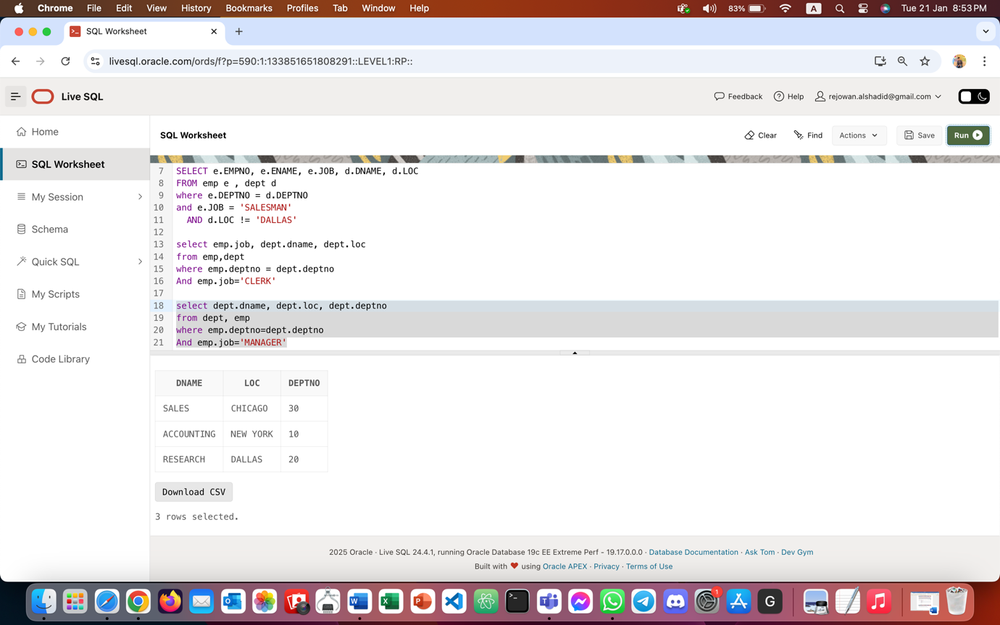 Chrome File Edit View History Bookmarks Profiles Tab Window Help 83% A Tue 21 Jan 8:53 PM
SQL Worksheet
livesql.oracle.com/ords/f?p=590:1:133851651808291::LEVEL1:RP::
Live SQL Feedback Help rejowan.alshadid@gmail.com
Home
SQL Worksheet
My Session
Schema
Quick SQL
My Scripts
My Tutorials
Code Library
SQL Worksheet Clear Find Actions Save Run
7 SELECT e.EMPNO, e.ENAME, e.JOB, d.DNAME, d.LOC
8 FROM emp e , dept d
9 where e.DEPTNO = d.DEPTNO
10 and e.JOB = 'SALESMAN'
11 AND d.LOC != 'DALLAS'
12
13 select emp.job, dept.dname, dept.loc
14 from emp,dept
15 where emp.deptno = dept.deptno
16 And emp.job='CLERK'
17
18 select dept.dname, dept.loc, dept.deptno
19 from dept, emp
20 where emp.deptno=dept.deptno
21 And emp.job='MANAGER'
DNAME LOC DEPTNO
SALES CHICAGO 30
ACCOUNTING NEW YORK 10
RESEARCH DALLAS 20
Download CSV
3 rows selected.
2025 Oracle · Live SQL 24.4.1, running Oracle Database 19c EE Extreme Perf - 19.17.0.0.0 · Database Documentation · Ask Tom · Dev Gym
Built with ❤ using Oracle APEX · Privacy · Terms of Use
1
G